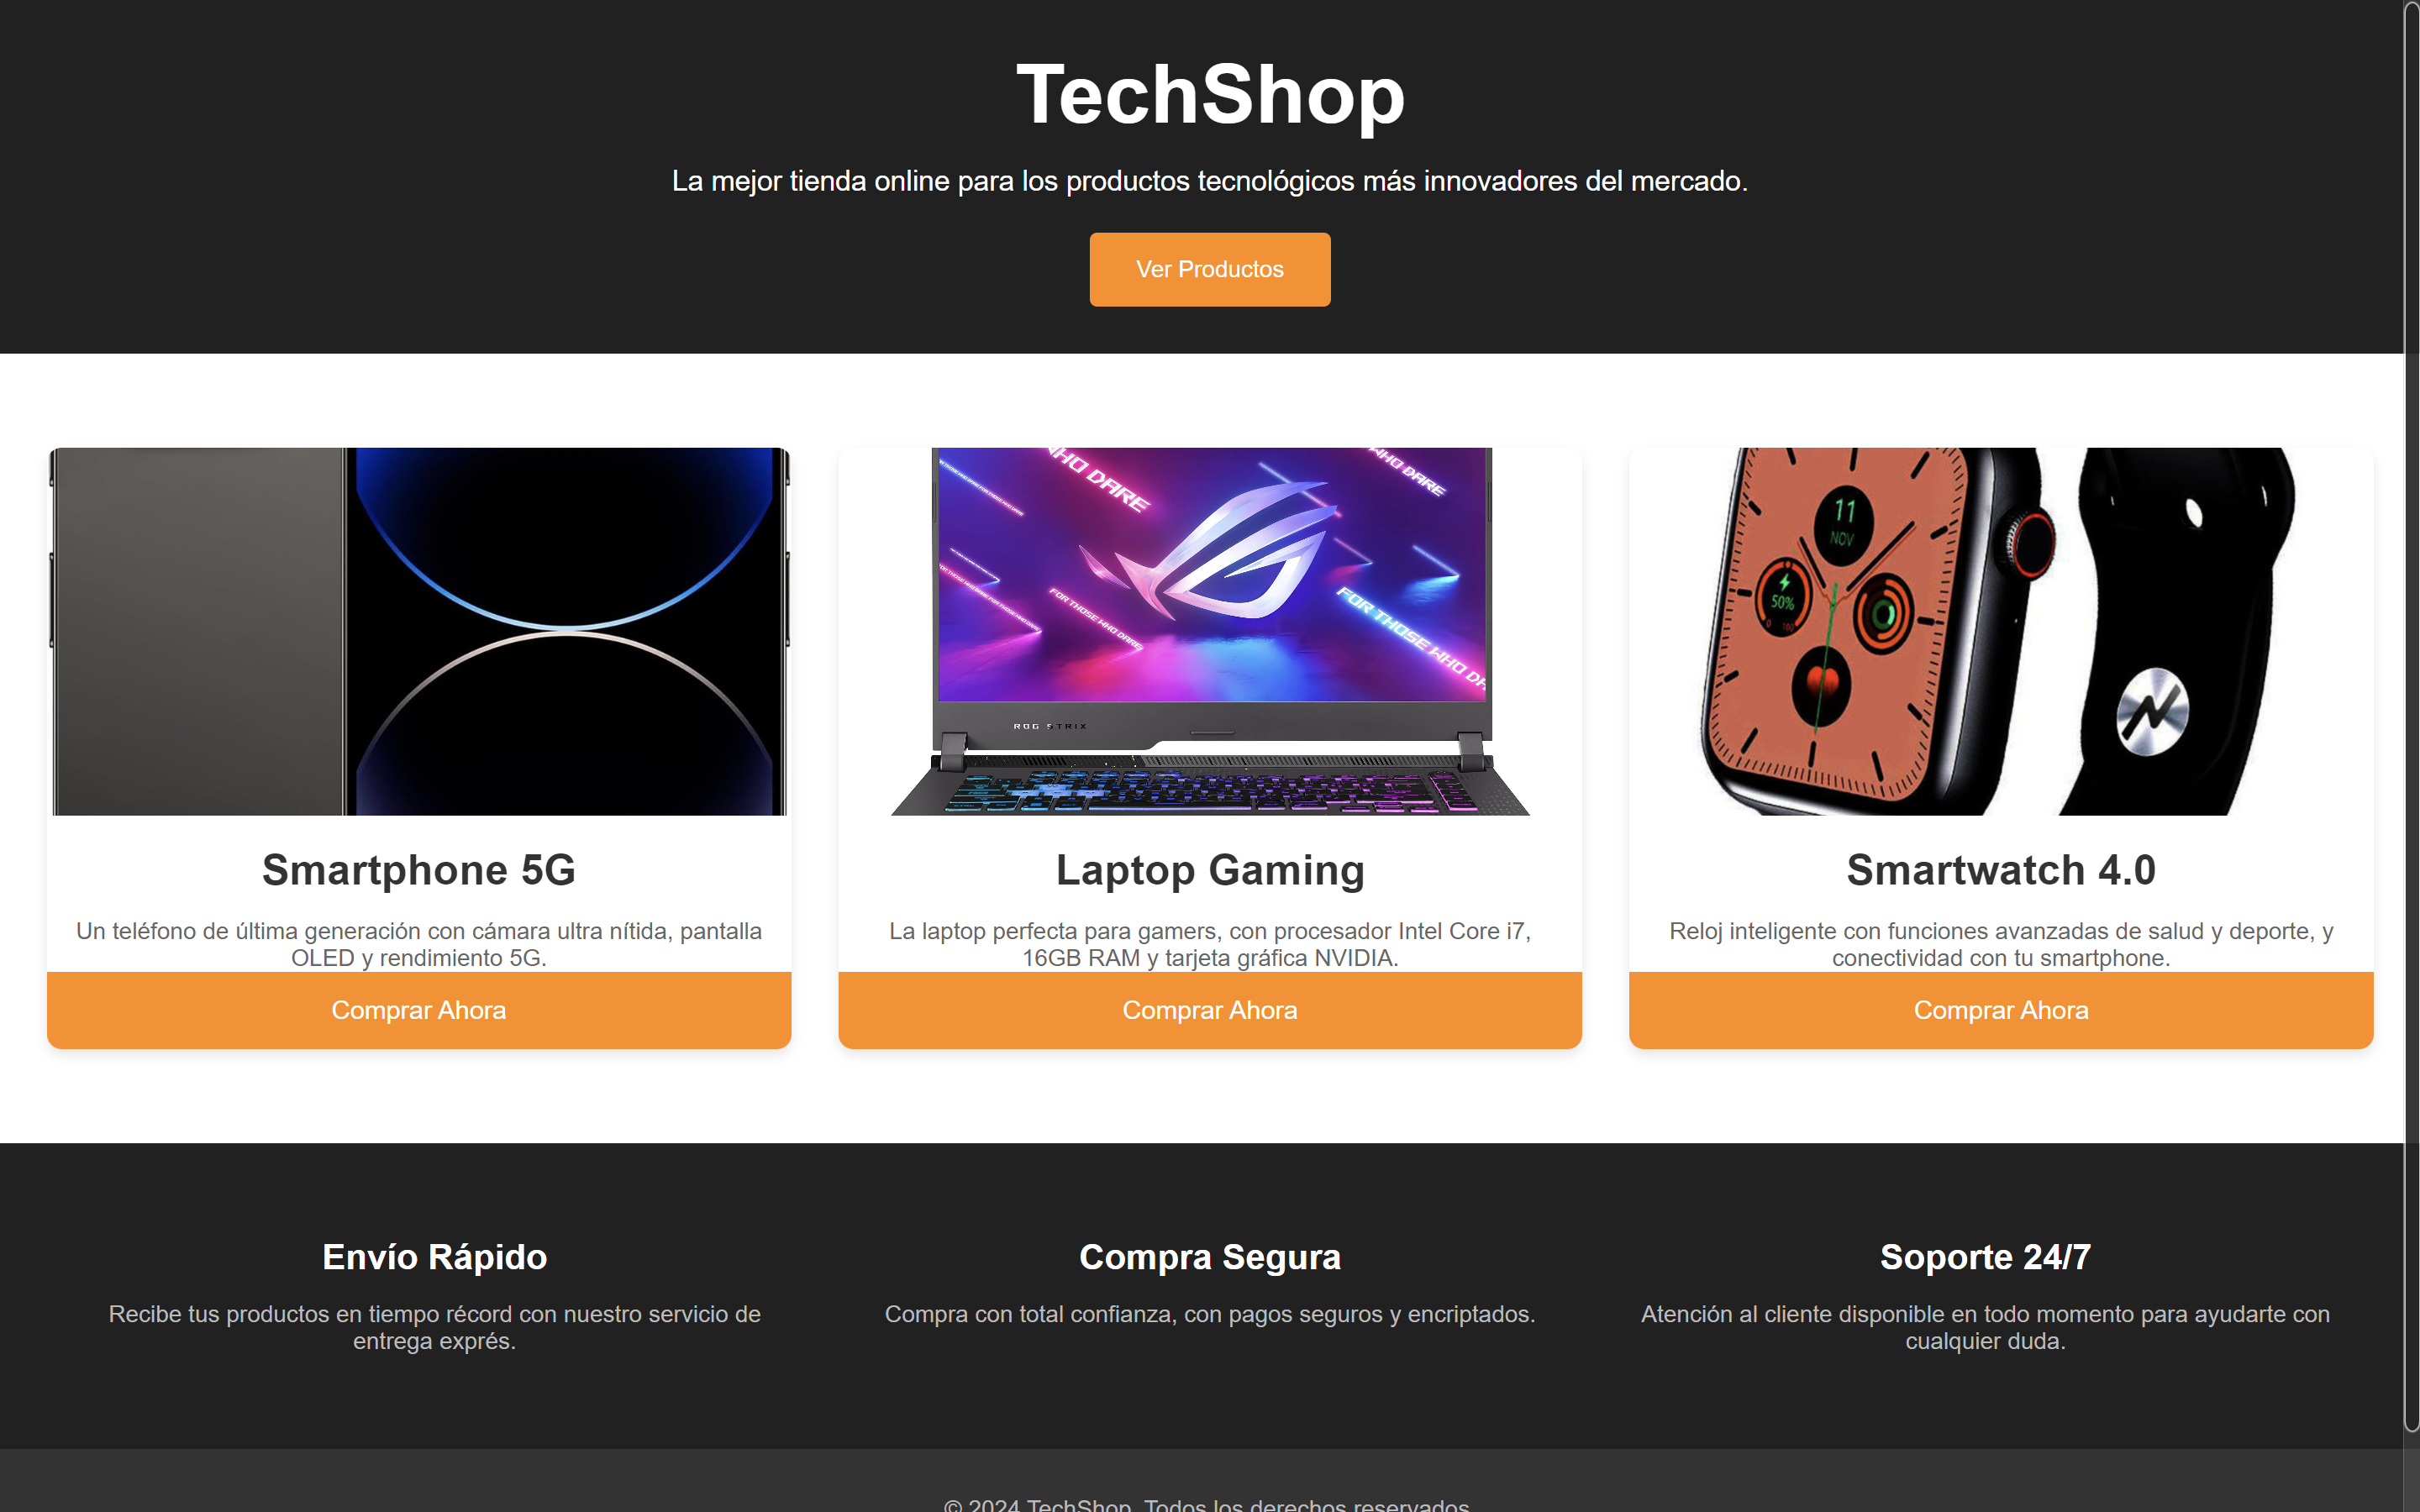 TechShop
La mejor tienda online para los productos tecnológicos más innovadores del mercado.
Ver Productos
WHO DARE
WHO DARE
FOR THOSE WHO DARE
FOR THOSE WHO DA
ROG STRIX
11
NOV
50%
Smartphone 5G
Un teléfono de última generación con cámara ultra nítida, pantalla
OLED y rendimiento 5G.
Comprar Ahora
Laptop Gaming
La laptop perfecta para gamers, con procesador Intel Core i7,
16GB RAM y tarjeta gráfica NVIDIA.
Comprar Ahora
Smartwatch 4.0
Reloj inteligente con funciones avanzadas de salud y deporte, y
conectividad con tu smartphone.
Comprar Ahora
Envío Rápido
Recibe tus productos en tiempo récord con nuestro servicio de
entrega exprés.
Compra Segura
Compra con total confianza, con pagos seguros y encriptados.
Soporte 24/7
Atención al cliente disponible en todo momento para ayudarte con
cualquier duda.
© 2024 TechShop. Todos los derechos reservados